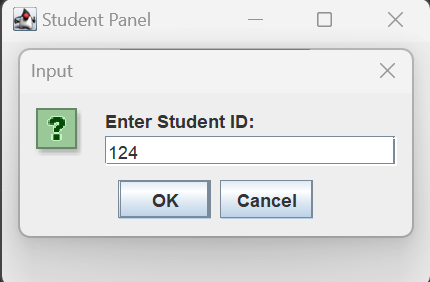 Student Panel
Input
?
Enter Student ID:
124
OK
Cancel